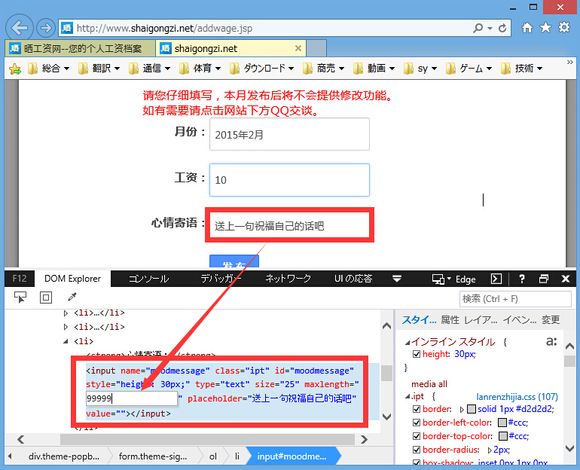 http://www.shaigongzi.net/addwage.jsp
晒工资网--您的个人工资档案
shaigongzi.net
総合
翻訳
通信
体育
ダウンロード
商売
動画
sy
ゲーム
技術
请您仔细填写，本月发布后将不会提供修改功能。
如有需要请点击网站下方QQ交谈。
月份：
2015年2月
工资：
10
心情寄语：
送上一句祝福自己的话吧
发布
F12
DOM Explorer
コンソール
デバッガー
ネットワーク
UI の応答
Edge
検索 (Ctrl + F)
<li>…</li>
<li>…</li>
<li>
<strong>心情寄语：</strong>
<input name="moodmessage" class="ipt" id="moodmessage"
style="height: 30px;" type="text" size="25" maxlength="
99999
" placeholder="送上一句祝福自己的话吧"
value=""></input>
</li>
スタイ...
属性
レイア...
イベン...
変更
インライン スタイル {
a:
height: 30px;
}
media all
.ipt {
lanrenzhijia.css (107)
border: solid 1px #d2d2d2;
border-left-color: #ccc;
border-top-color: #ccc;
border-radius: 2px;
box-shadow: inset 0px 1px 0px
div.theme-popb...
form.theme-sig...
ol
li
input#moodme...